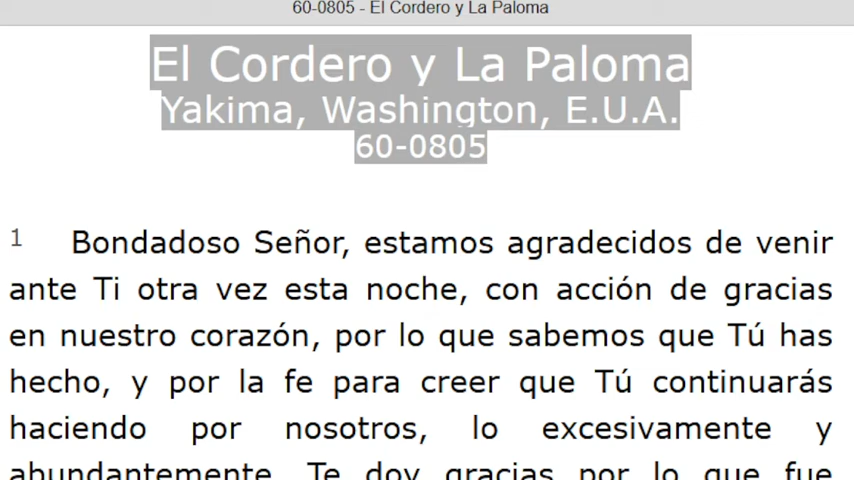 60-0805 - El Cordero y La Paloma
El Cordero y La Paloma
Yakima, Washington, E.U.A.
60-0805
1 Bondadoso Señor, estamos agradecidos de venir
ante Ti otra vez esta noche, con acción de gracias
en nuestro corazón, por lo que sabemos que Tú has
hecho, y por la fe para creer que Tú continuarás
haciendo por nosotros, lo excesivamente y
abundantemente. Te doy gracias por lo que fue